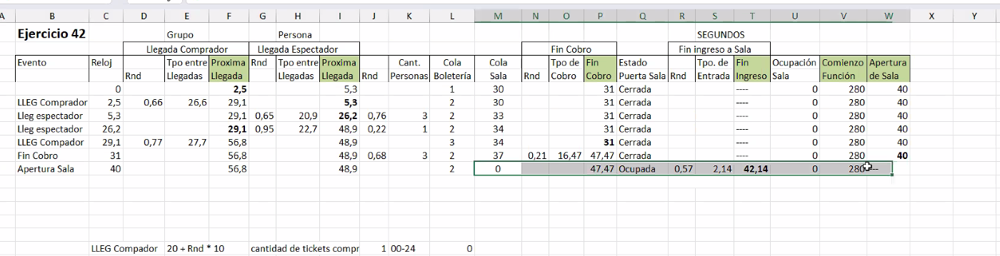 A B C D E F G H I J K L M N O P Q R S T U V W X Y
Ejercicio 42 Grupo Persona SEGUNDOS
Llegada Comprador Llegada Espectador Fin Cobro Fin ingreso a Sala
Evento Reloj Tpo entre Proxima Rnd Tpo entre Proxima Cant. Cola Cola Tpo de Fin Estado Tpo. de Fin Ocupación Comienzo Apertura
Rnd Llegadas Llegada Llegadas Llegada Rnd Personas Boletería Sala Rnd Cobro Cobro Puerta Sala Rnd Entrada Ingreso Sala Función de Sala
0 2,5 5,3 1 30 31 Cerrada ---- 0 280 40
LLEG Comprador 2,5 0,66 26,6 29,1 5,3 2 30 31 Cerrada ---- 0 280 40
Lleg espectador 5,3 29,1 0,65 20,9 26,2 0,76 3 2 33 31 Cerrada ---- 0 280 40
Lleg espectador 26,2 29,1 0,95 22,7 48,9 0,22 1 2 34 31 Cerrada ---- 0 280 40
LLEG Compador 29,1 0,77 27,7 56,8 48,9 3 34 31 Cerrada ---- 0 280 40
Fin Cobro 31 56,8 48,9 0,68 3 2 37 0,21 16,47 47,47 Cerrada ---- 0 280 40
Apertura Sala 40 56,8 48,9 2 0 47,47 Ocupada 0,57 2,14 42,14 0 280 ---
LLEG Compador 20 + Rnd * 10 cantidad de tickets compr 1 00-24 0